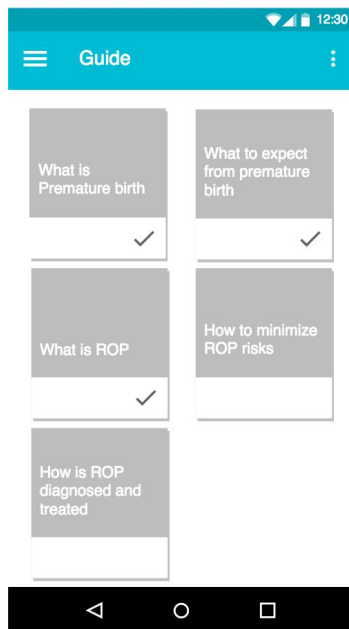 12:30
Guide
What is
Premature birth
What to expect
from premature
birth
What is ROP
How to minimize
ROP risks
How is ROP
diagnosed and
treated